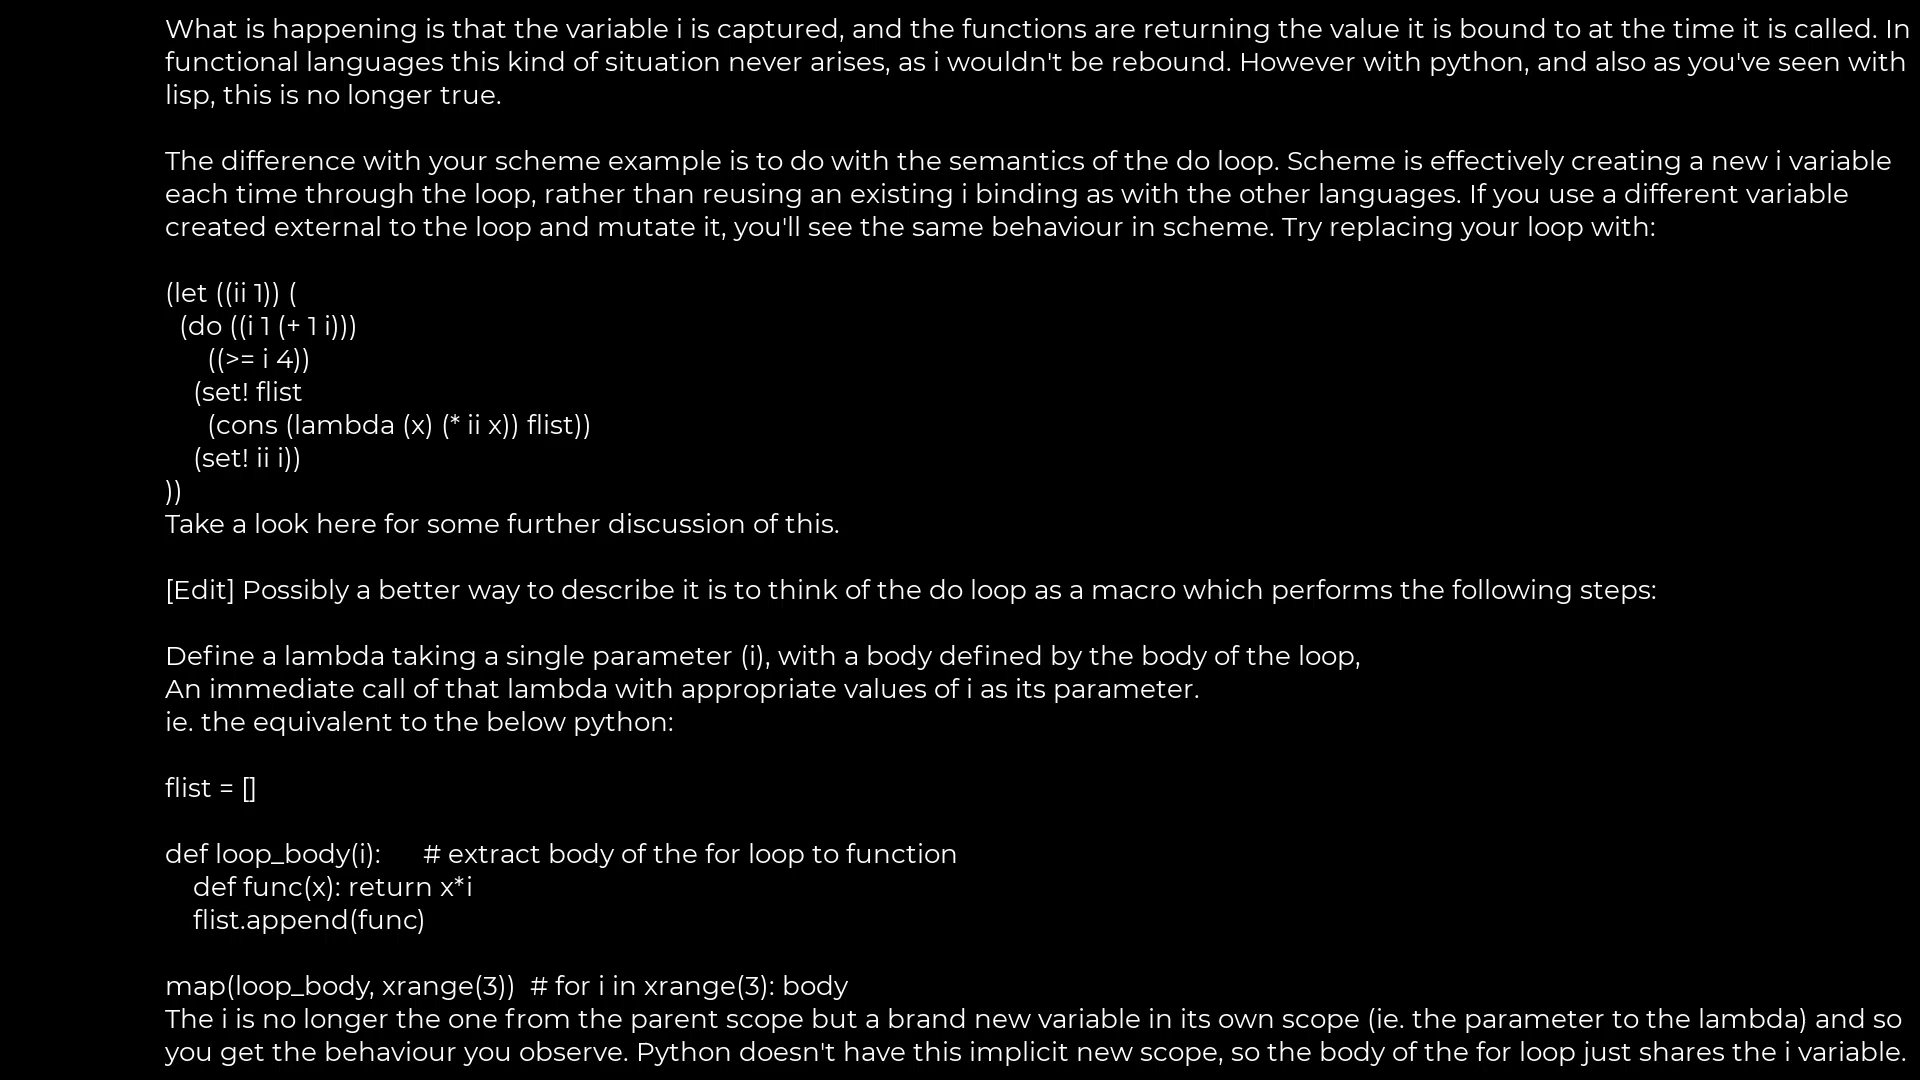 What is happening is that the variable i is captured, and the functions are returning the value it is bound to at the time it is called. In
functional languages this kind of situation never arises, as i wouldn't be rebound. However with python, and also as you've seen with
lisp, this is no longer true.
The difference with your scheme example is to do with the semantics of the do loop. Scheme is effectively creating a new i variable
each time through the loop, rather than reusing an existing i binding as with the other languages. If you use a different variable
created external to the loop and mutate it, you'll see the same behaviour in scheme. Try replacing your loop with:
(let ((ii 1)) (
  (do ((i 1 (+ 1 i)))
      ((>= i 4))
    (set! flist
      (cons (lambda (x) (* ii x)) flist))
    (set! ii i))
))
Take a look here for some further discussion of this.
[Edit] Possibly a better way to describe it is to think of the do loop as a macro which performs the following steps:
Define a lambda taking a single parameter (i), with a body defined by the body of the loop,
An immediate call of that lambda with appropriate values of i as its parameter.
ie. the equivalent to the below python:
flist = []
def loop_body(i):      # extract body of the for loop to function
    def func(x): return x*i
    flist.append(func)
map(loop_body, xrange(3))  # for i in xrange(3): body
The i is no longer the one from the parent scope but a brand new variable in its own scope (ie. the parameter to the lambda) and so
you get the behaviour you observe. Python doesn't have this implicit new scope, so the body of the for loop just shares the i variable.